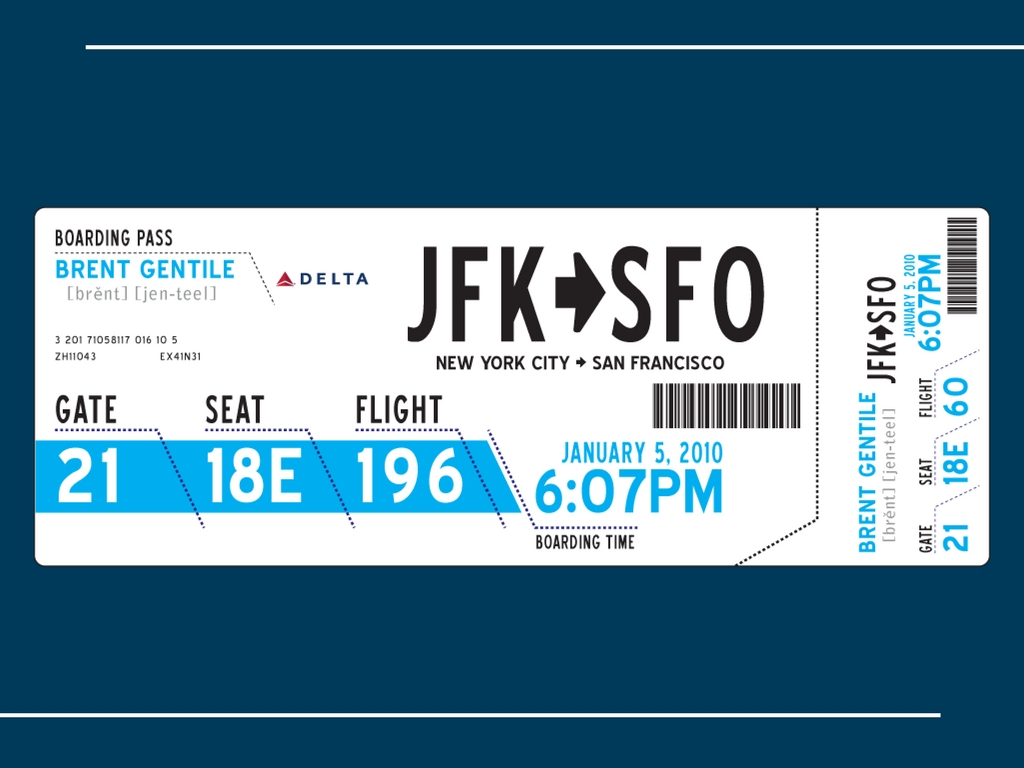 BOARDING PASS
BRENT GENTILE
[brĕnt] [jen-teel]
DELTA
JFK➔SFO
NEW YORK CITY ➔ SAN FRANCISCO
3 201 71058117 016 10 5
ZH11043 EX41N31
GATE SEAT FLIGHT
21 18E 196
JANUARY 5, 2010
6:07PM
BOARDING TIME
BRENT GENTILE
[brĕnt] [jen-teel]
JFK➔SFO
JANUARY 5, 2010
6:07PM
GATE SEAT FLIGHT
21 18E 60